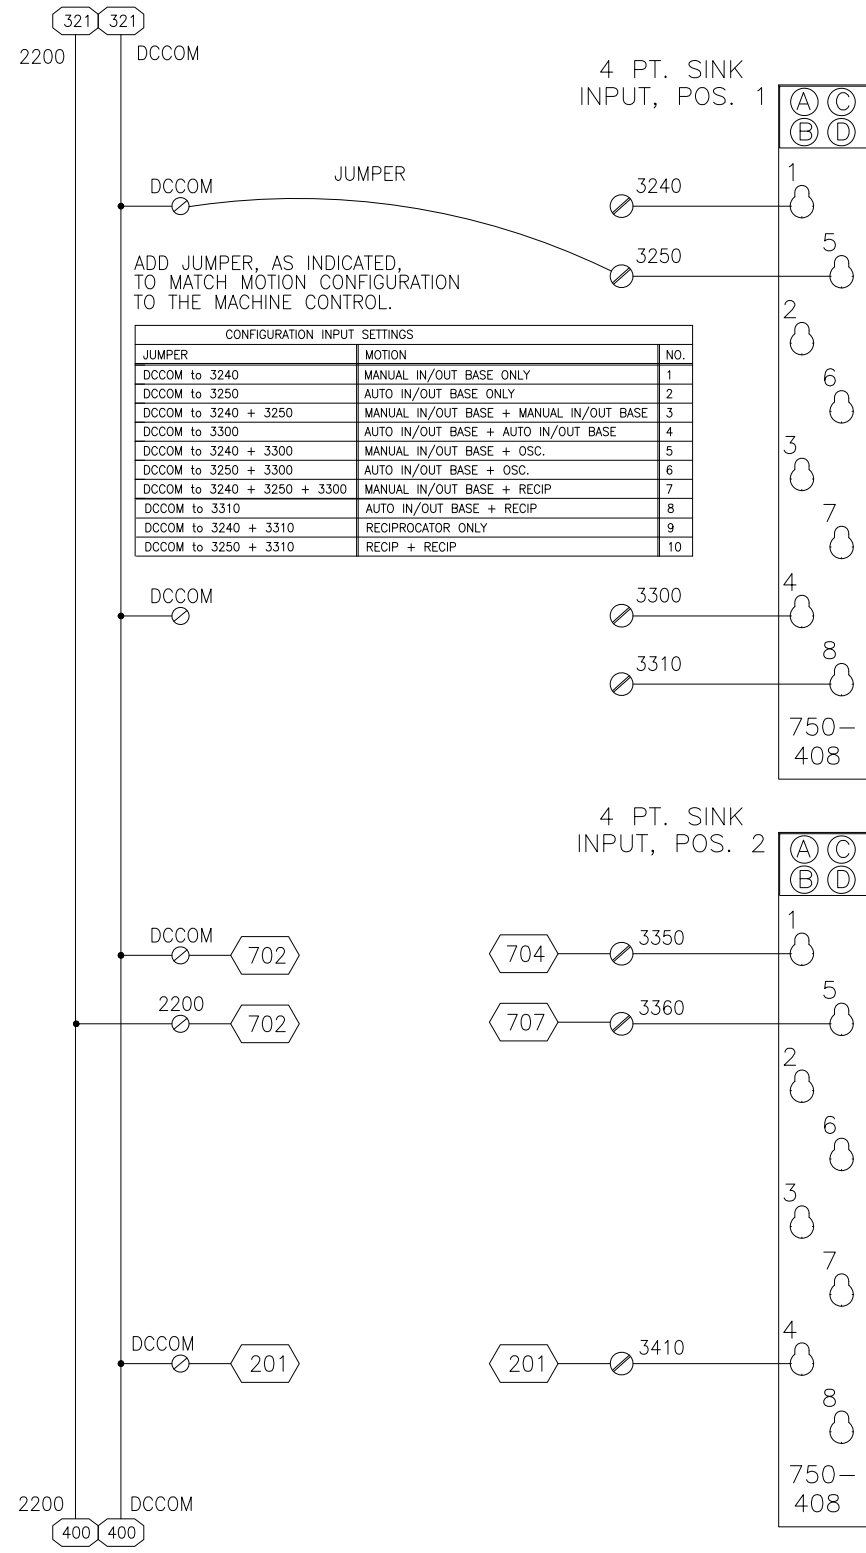 321 321
2200 DCCOM
4 PT. SINK
INPUT, POS. 1
A C
B D
1
JUMPER
DCCOM
3240
5
3250
ADD JUMPER, AS INDICATED,
TO MATCH MOTION CONFIGURATION
TO THE MACHINE CONTROL.
2
CONFIGURATION INPUT SETTINGS
JUMPER MOTION NO.
DCCOM to 3240 MANUAL IN/OUT BASE ONLY 1
DCCOM to 3250 AUTO IN/OUT BASE ONLY 2
DCCOM to 3240 + 3250 MANUAL IN/OUT BASE + MANUAL IN/OUT BASE 3
DCCOM to 3300 AUTO IN/OUT BASE + AUTO IN/OUT BASE 4
DCCOM to 3240 + 3300 MANUAL IN/OUT BASE + OSC. 5
DCCOM to 3250 + 3300 AUTO IN/OUT BASE + OSC. 6
DCCOM to 3240 + 3250 + 3300 MANUAL IN/OUT BASE + RECIP 7
DCCOM to 3310 AUTO IN/OUT BASE + RECIP 8
DCCOM to 3240 + 3310 RECIPROCATOR ONLY 9
DCCOM to 3250 + 3310 RECIP + RECIP 10
6
3
7
4
DCCOM
3300
8
3310
750-
408
4 PT. SINK
INPUT, POS. 2
A C
B D
1
DCCOM
702
704
3350
5
2200
702
707
3360
2
6
3
7
4
DCCOM
201
201
3410
8
750-
408
2200 DCCOM
400 400